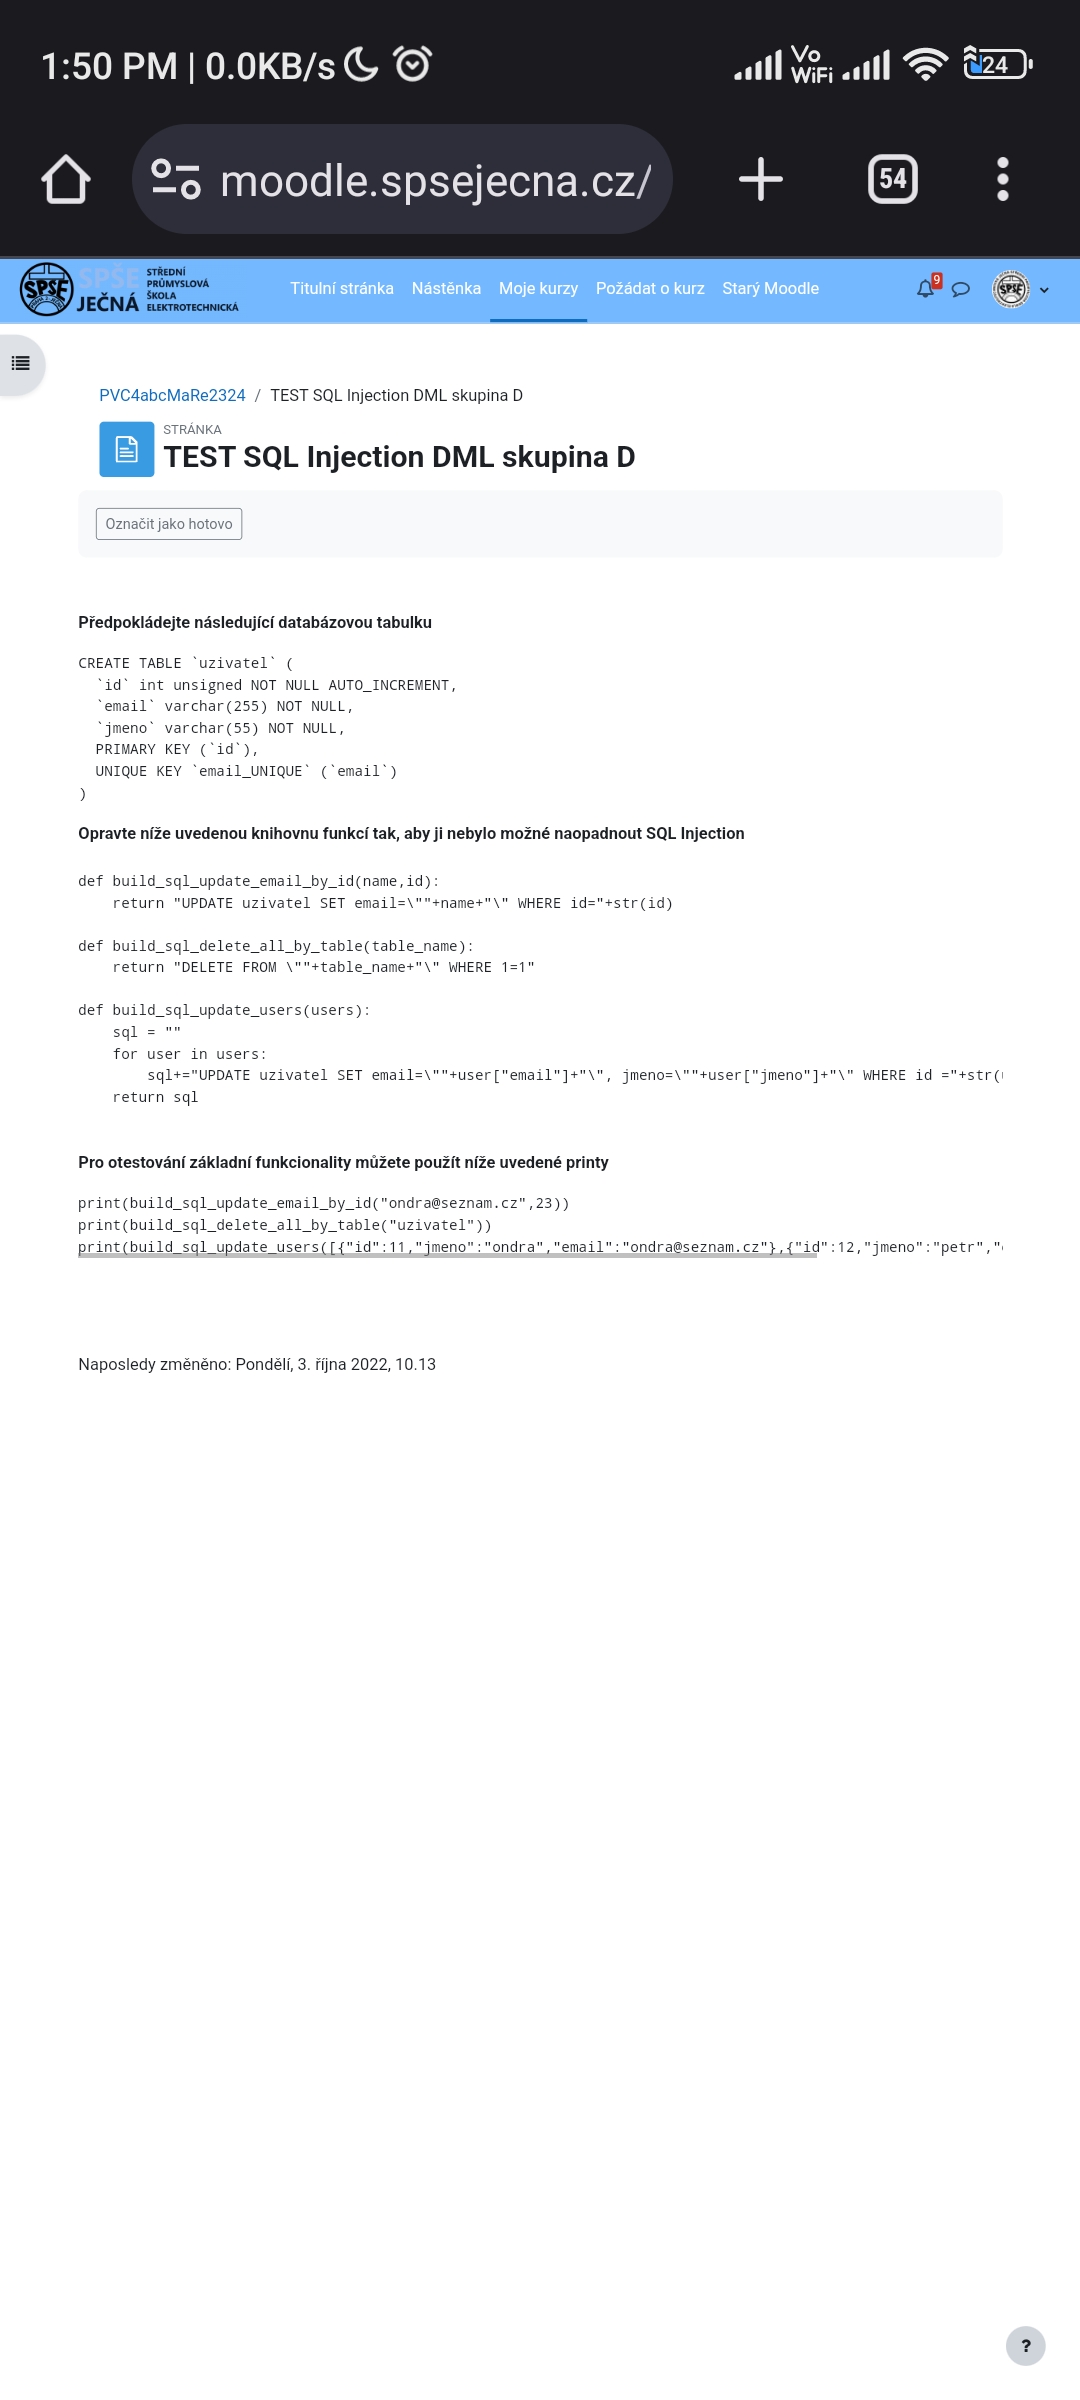 1:50 PM | 0.0KB/s
Vo WiFi
24
moodle.spsejecna.cz/
54
SPŠE JEČNÁ
STŘEDNÍ
PRŮMYSLOVÁ
ŠKOLA
ELEKTROTECHNICKÁ
Titulní stránka Nástěnka Moje kurzy Požádat o kurz Starý Moodle
9
PVC4abcMaRe2324 / TEST SQL Injection DML skupina D
STRÁNKA
TEST SQL Injection DML skupina D
Označit jako hotovo
Předpokládejte následující databázovou tabulku
CREATE TABLE `uzivatel` (
  `id` int unsigned NOT NULL AUTO_INCREMENT,
  `email` varchar(255) NOT NULL,
  `jmeno` varchar(55) NOT NULL,
  PRIMARY KEY (`id`),
  UNIQUE KEY `email_UNIQUE` (`email`)
)
Opravte níže uvedenou knihovnu funkcí tak, aby ji nebylo možné naopadnout SQL Injection
def build_sql_update_email_by_id(name,id):
    return "UPDATE uzivatel SET email=\""+name+"\" WHERE id="+str(id)
def build_sql_delete_all_by_table(table_name):
    return "DELETE FROM \""+table_name+"\" WHERE 1=1"
def build_sql_update_users(users):
    sql = ""
    for user in users:
        sql+="UPDATE uzivatel SET email=\""+user["email"]+"\", jmeno=\""+user["jmeno"]+"\" WHERE id ="+str(
    return sql
Pro otestování základní funkcionality můžete použít níže uvedené printy
print(build_sql_update_email_by_id("ondra@seznam.cz",23))
print(build_sql_delete_all_by_table("uzivatel"))
print(build_sql_update_users([{"id":11,"jmeno":"ondra","email":"ondra@seznam.cz"},{"id":12,"jmeno":"petr","
Naposledy změněno: Pondělí, 3. října 2022, 10.13
?